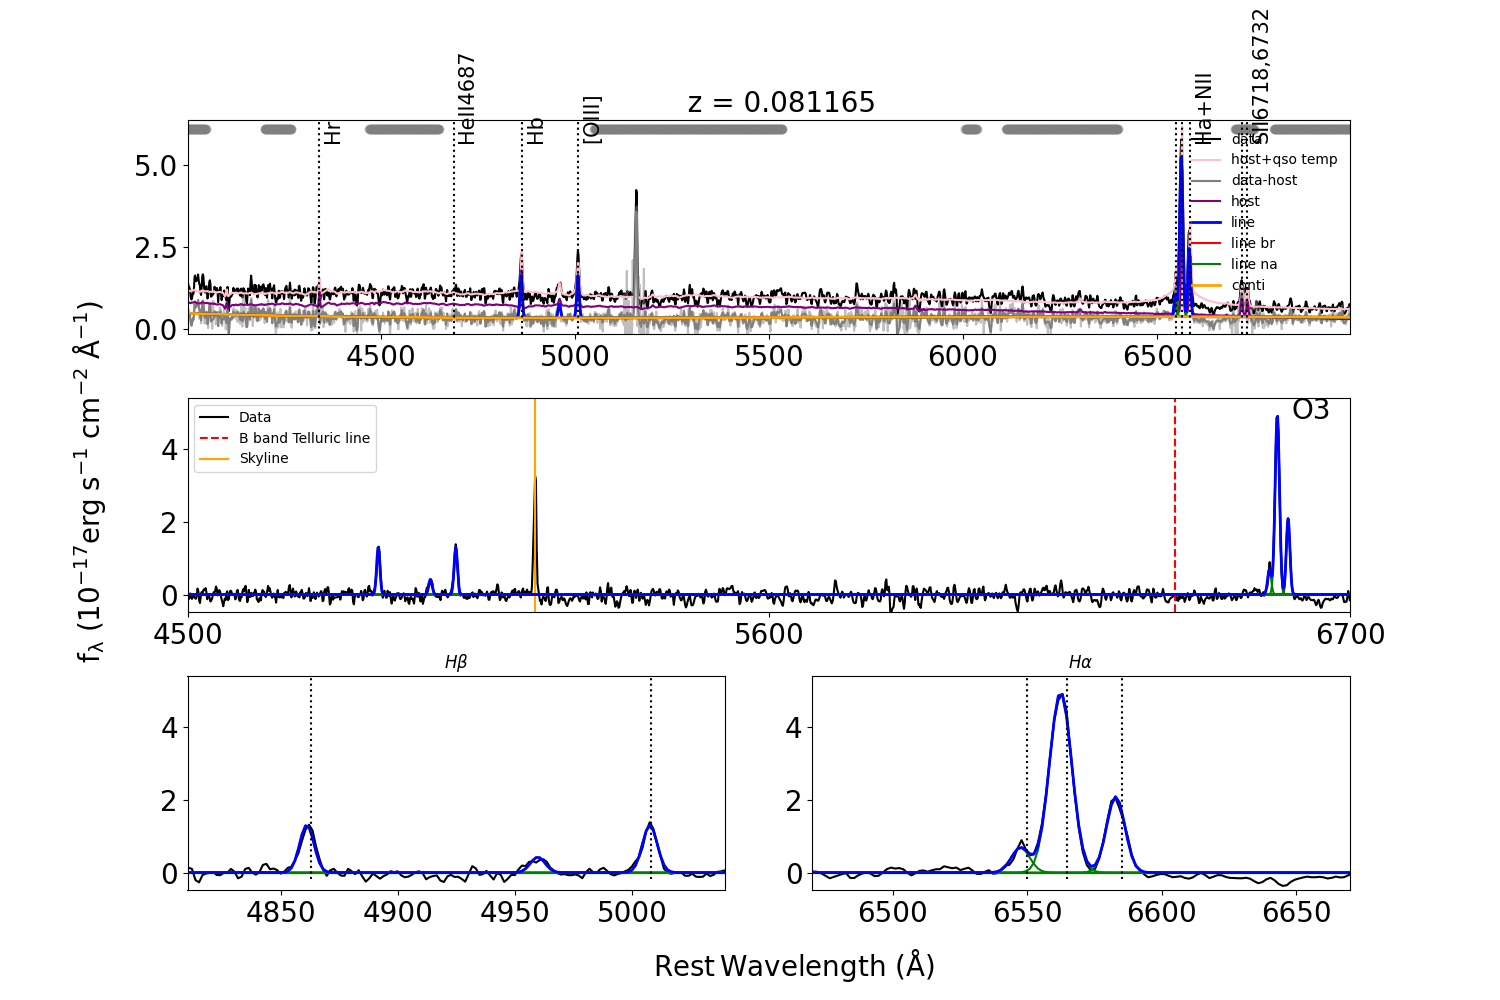 z = 0.081165
Hr
HeII4687
Hb
[OIII]
Ha+NII
SII6718,6732
data
host+qso temp
data-host
host
line
line br
line na
conti
5.0
2.5
0.0
4500 5000 5500 6000 6500
fλ (10⁻¹⁷erg s⁻¹ cm⁻² Å⁻¹)
Data
B band Telluric line
Skyline
O3
4
2
0
4500 5600 6700
Hβ
4
2
0
4850 4900 4950 5000
Hα
4
2
0
6500 6550 6600 6650
Rest Wavelength (Å)